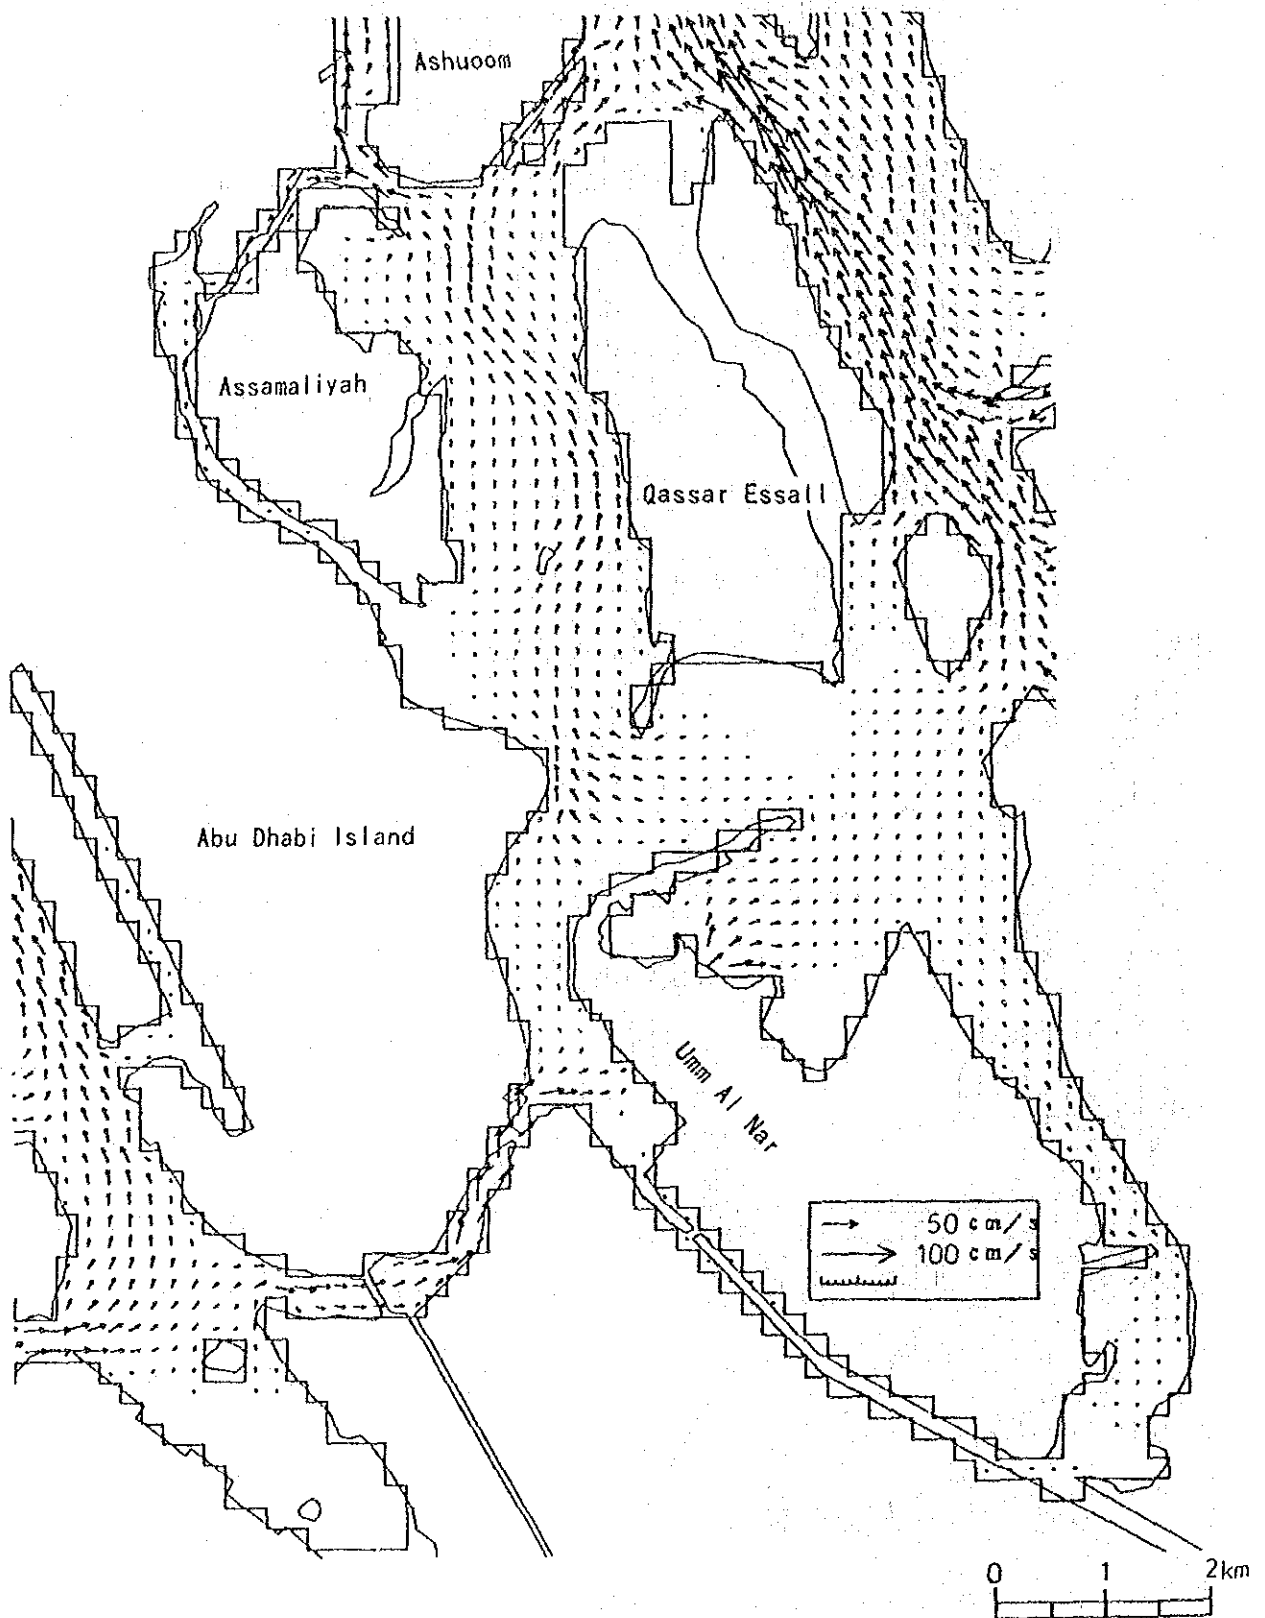 Ashuoom
Assamaliyah
Qassar Essall
Abu Dhabi Island
Umm Al Nar
50 cm/s
100 cm/s
0 1 2km